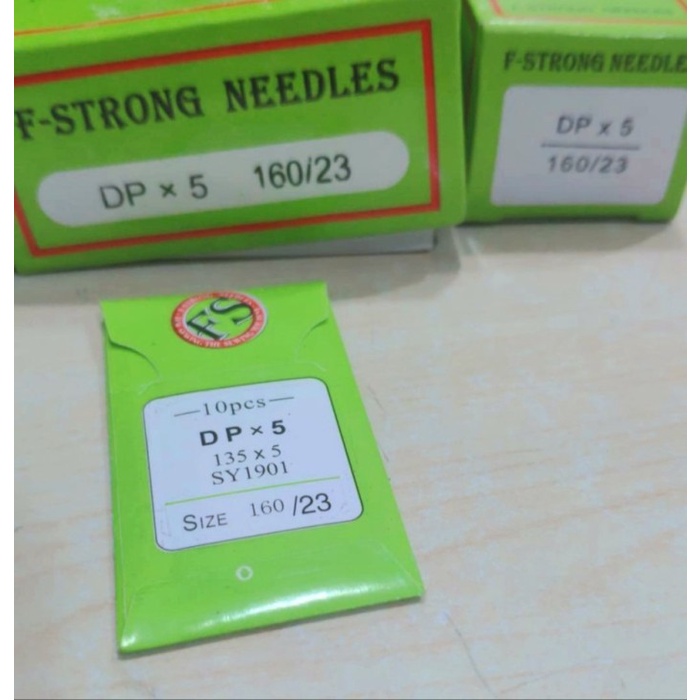 F-STRONG NEEDLES
DP × 5 160/23
F-STRONG NEEDLE
DP x 5
160/23
FS
—10pcs—
DP × 5
135 x 5
SY1901
SIZE 160 /23